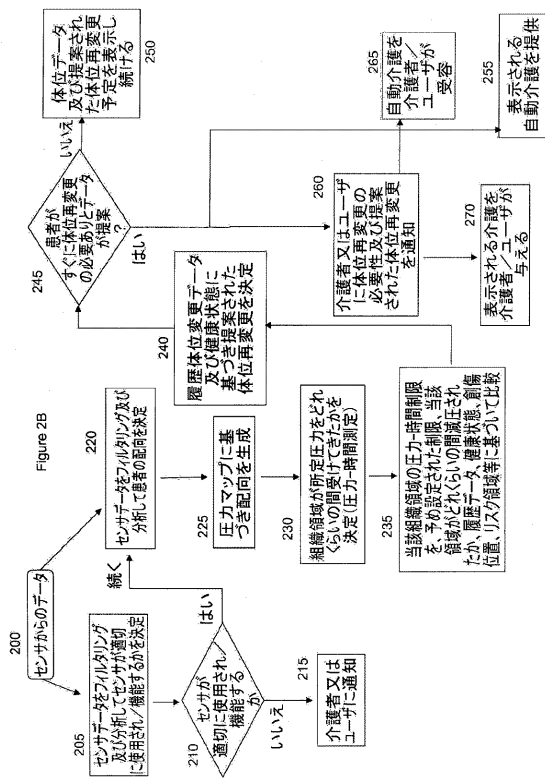 Figure 2B
200
センサからのデータ
205
センサデータをフィルタリング
及び分析してセンサが適切
に使用され/機能するかを決定
210
センサが
適切に使用され/
機能する
か
いいえ
215
介護者又は
ユーザに通知
はい
続く
220
センサデータをフィルタリング及び
分析して患者の配向を決定
225
圧力マップに基
づき配向を生成
230
組織領域が所定圧力をどれ
くらいの間受けてきたかを
決定(圧力-時間測定)
235
当該組織領域の圧力-時間制限
を、予め設定された制限、当該
領域がどれくらいの間減圧され
たか、履歴データ、健康状態、創傷
位置、リスク領域等に基づいて比較
240
履歴体位変更データ
及び健康状態に
基づき提案された
体位再変更を決定
245
患者が
すぐに体位再変更
の必要ありとデータ
が提案
?
いいえ
250
体位データ
及び提案され
た体位再変更
予定を表示し
続ける
はい
260
介護者又はユーザ
に体位再変更の
必要性及び提案
された体位再変更
を通知
265
自動介護を
介護者/
ユーザが
受容
255
表示される
自動介護を提供
270
表示される介護を
介護者/ユーザが
与える